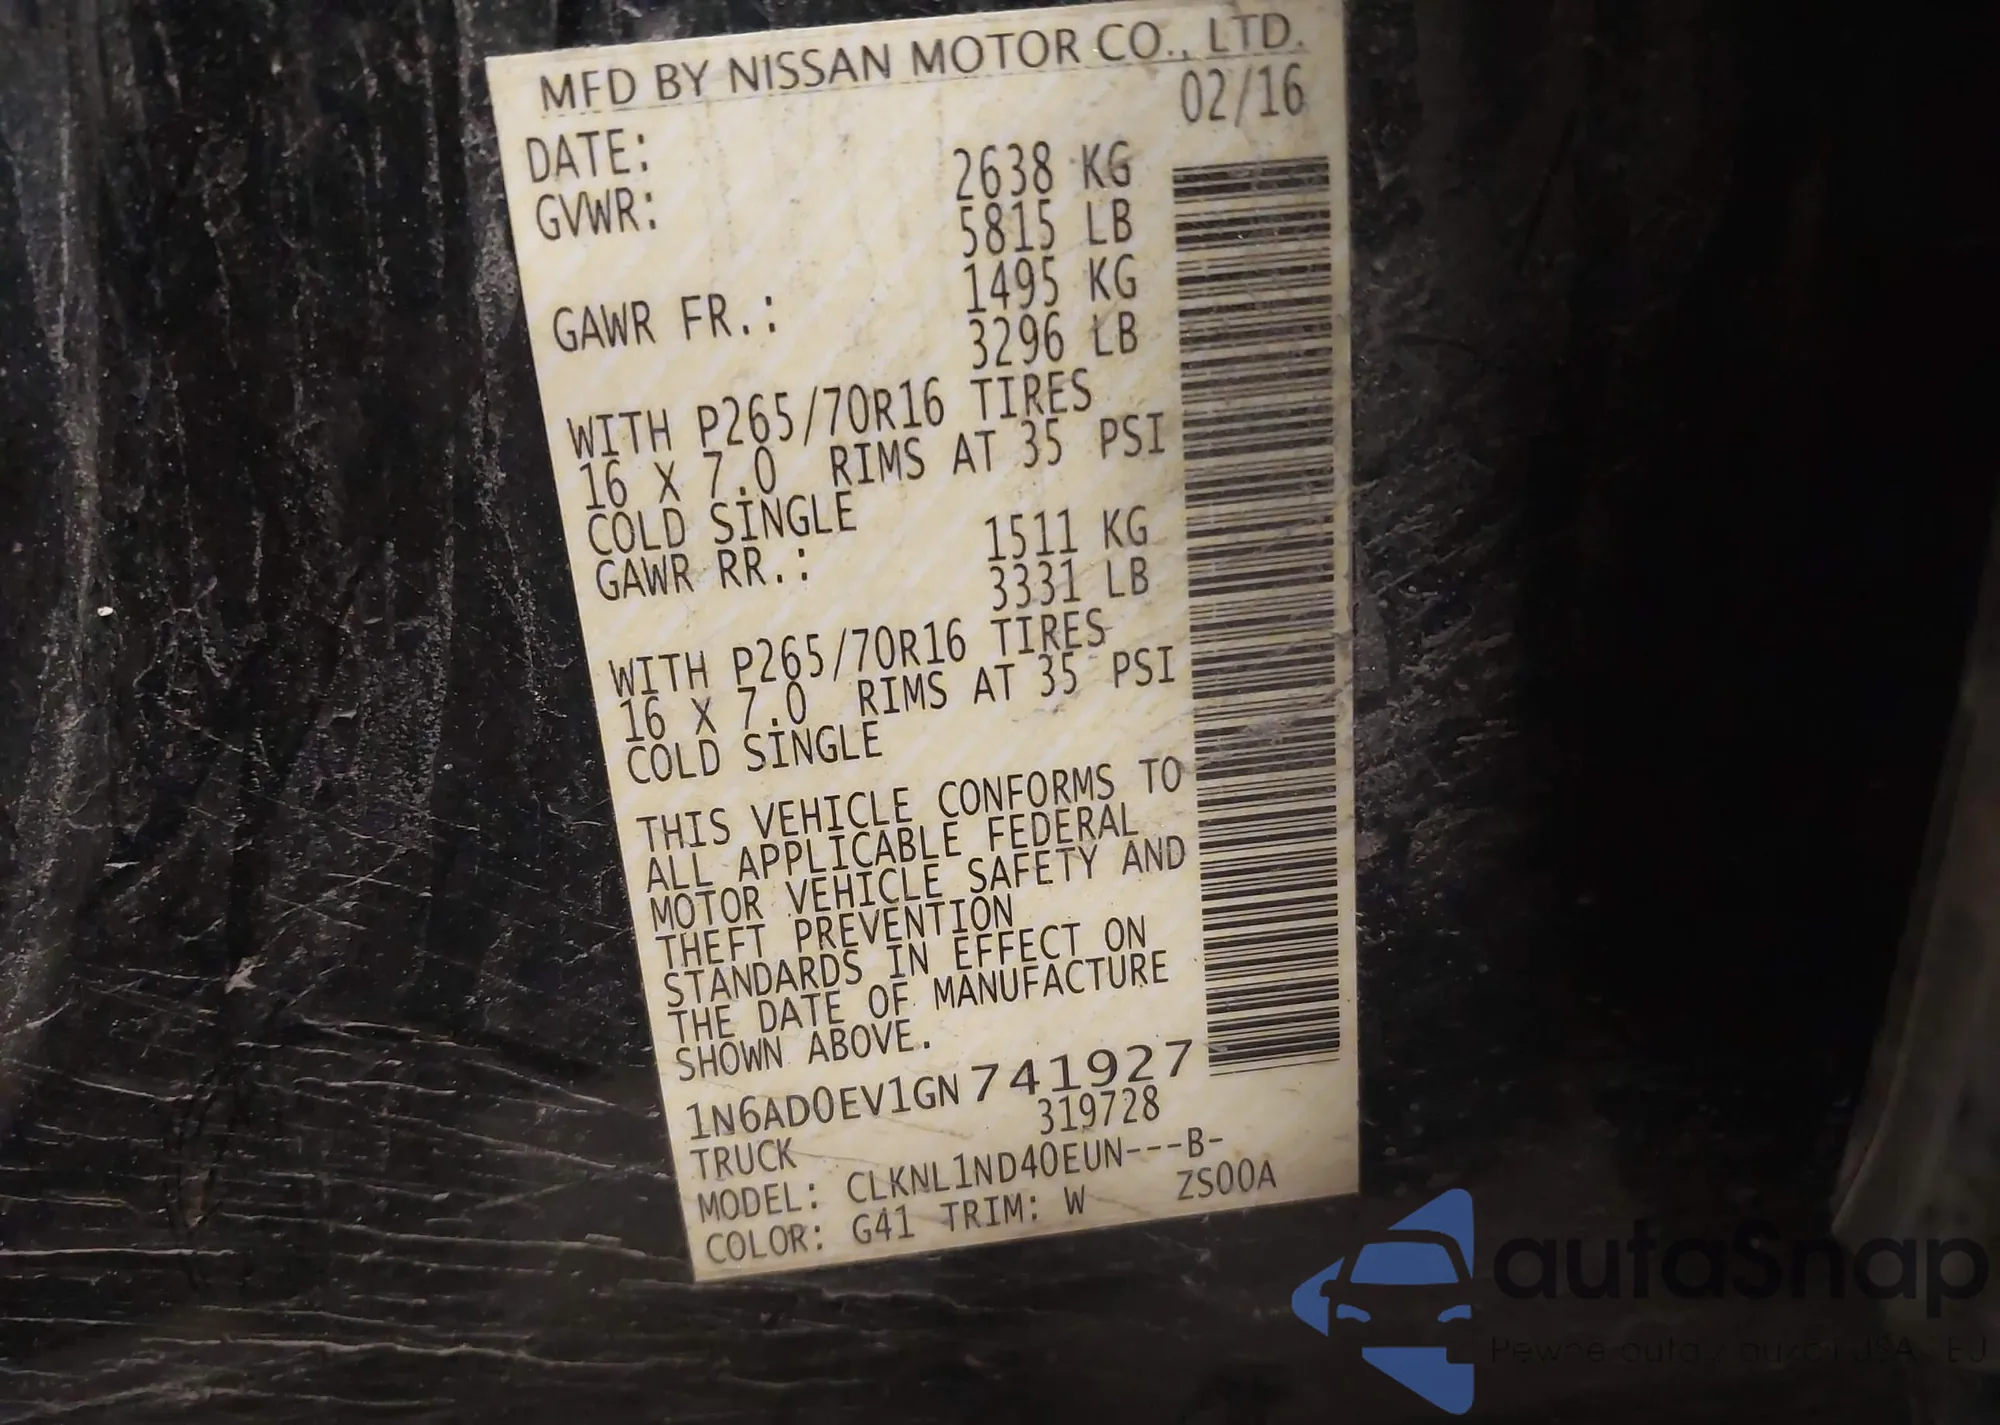 MFD BY NISSAN MOTOR CO., LTD.
DATE: 02/16
GVWR: 2638 KG
5815 LB
GAWR FR.: 1495 KG
3296 LB
WITH P265/70R16 TIRES
16 X 7.0 RIMS AT 35 PSI
COLD SINGLE
GAWR RR.: 1511 KG
3331 LB
WITH P265/70R16 TIRES
16 X 7.0 RIMS AT 35 PSI
COLD SINGLE
THIS VEHICLE CONFORMS TO
ALL APPLICABLE FEDERAL
MOTOR VEHICLE SAFETY AND
THEFT PREVENTION
STANDARDS IN EFFECT ON
THE DATE OF MANUFACTURE
SHOWN ABOVE.
1N6AD0EV1GN741927
319728
TRUCK
MODEL: CLKNL1ND40EUN---B-
COLOR: G41 TRIM: W ZS00A
autaSnap